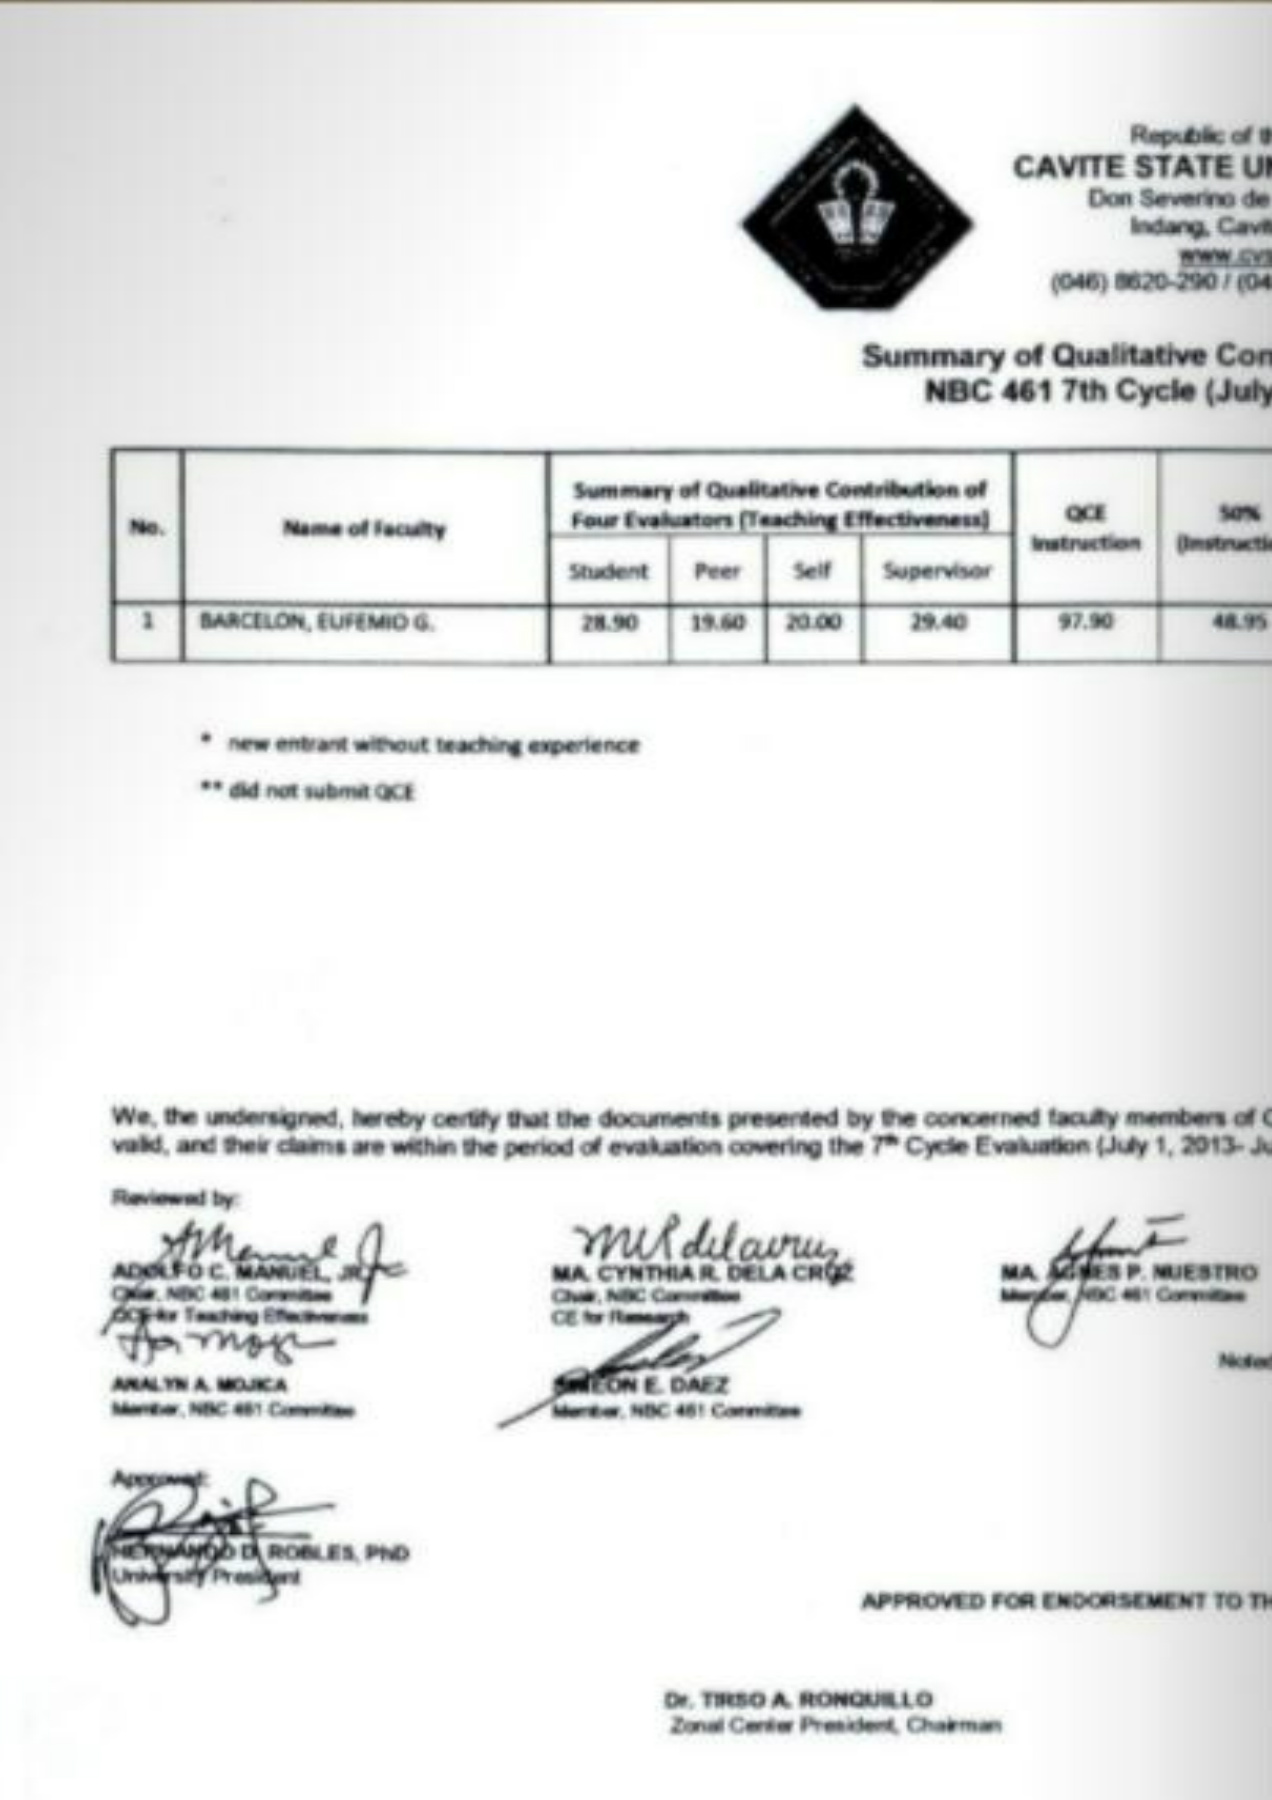 Republic of th
CAVITE STATE UN
Don Severino de
Indang, Cavit
www.cvs
(046) 8620-290 / (04
Summary of Qualitative Con
NBC 461 7th Cycle (July
No.
Name of Faculty
Summary of Qualitative Contribution of
Four Evaluators (Teaching Effectiveness)
Student Peer Self Supervisor
QCE
Instruction
50%
(Instructi
1 BARCELON, EUFEMIO G. 28.90 19.60 20.00 29.40 97.90 48.95
* new entrant without teaching experience
** did not submit QCE
We, the undersigned, hereby certify that the documents presented by the concerned faculty members of C
valid, and their claims are within the period of evaluation covering the 7th Cycle Evaluation (July 1, 2013- Ju
Reviewed by:
ADOLFO C. MANUEL, JR. MA. CYNTHIA R. DELA CRUZ MA. AGNES P. NUESTRO
Chair, NBC 461 Committee Chair, NBC Committee Member, NBC 461 Committee
QCE for Teaching Effectiveness CE for Research
Noted
ANALYN A. MOJICA SIMEON E. DAEZ
Member, NBC 461 Committee Member, NBC 461 Committee
Approved:
HERNANDO D. ROBLES, PhD
University President
APPROVED FOR ENDORSEMENT TO TH
Dr. TIRSO A. RONQUILLO
Zonal Center President, Chairman